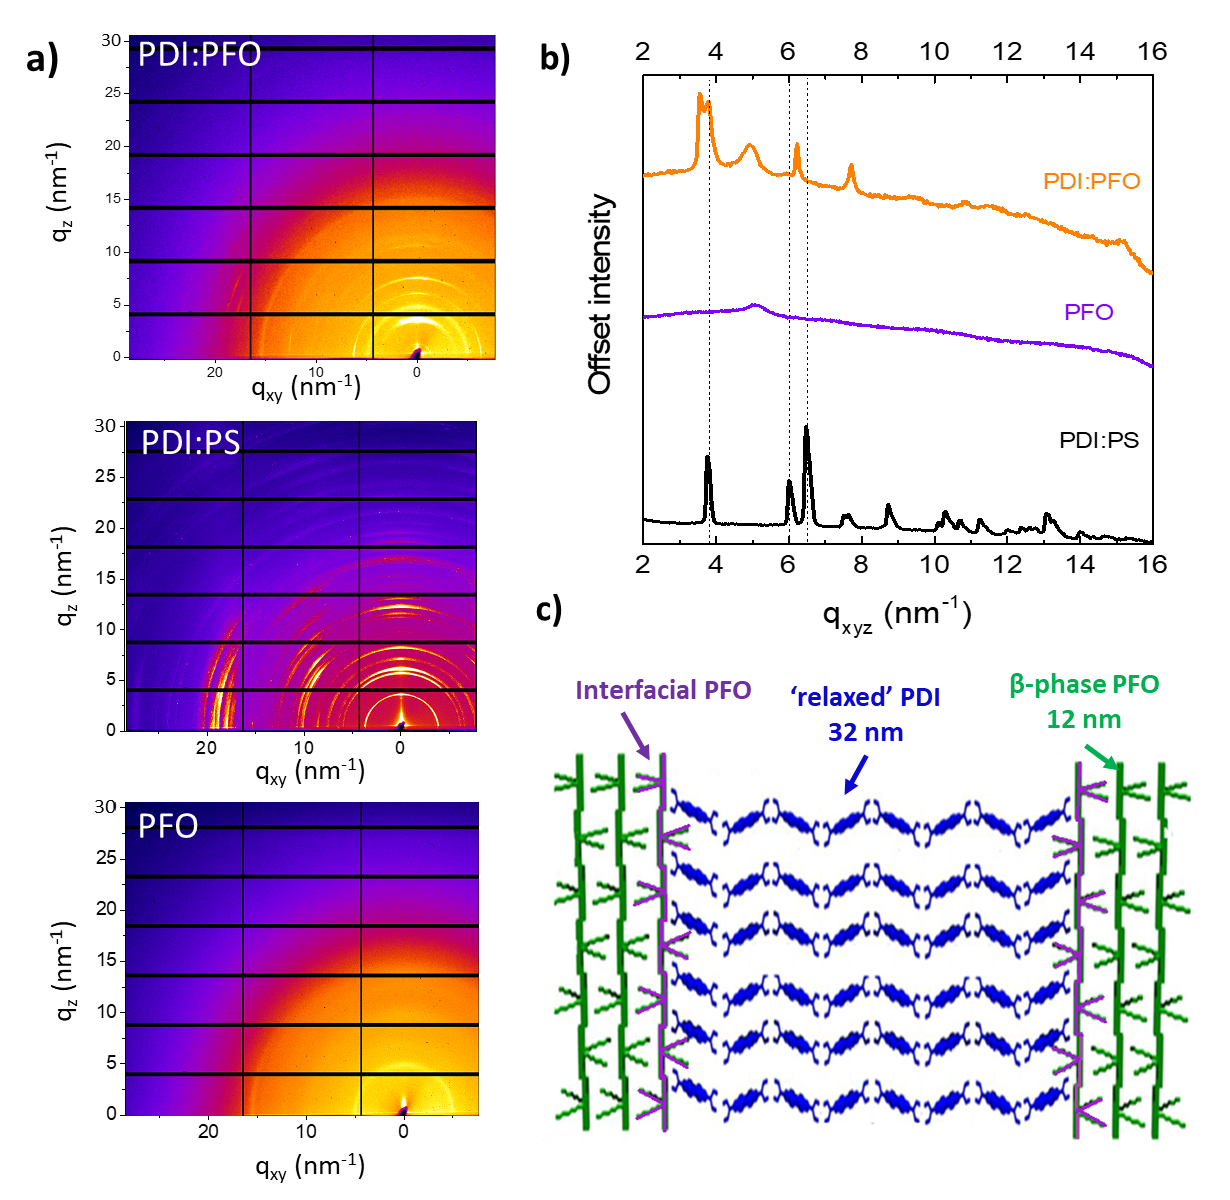 a)
PDI:PFO
30
25
20
15
10
5
0
qz (nm-1)
20 10 0
qxy (nm-1)
PDI:PS
30
25
20
15
10
5
0
qz (nm-1)
20 10 0
qxy (nm-1)
PFO
30
25
20
15
10
5
0
qz (nm-1)
20 0
qxy (nm-1)
b)
2 4 6 8 10 12 14 16
Offset intensity
PDI:PFO
PFO
PDI:PS
2 4 6 8 10 12 14 16
qxyz (nm-1)
c)
Interfacial PFO
‘relaxed’ PDI
32 nm
β-phase PFO
12 nm